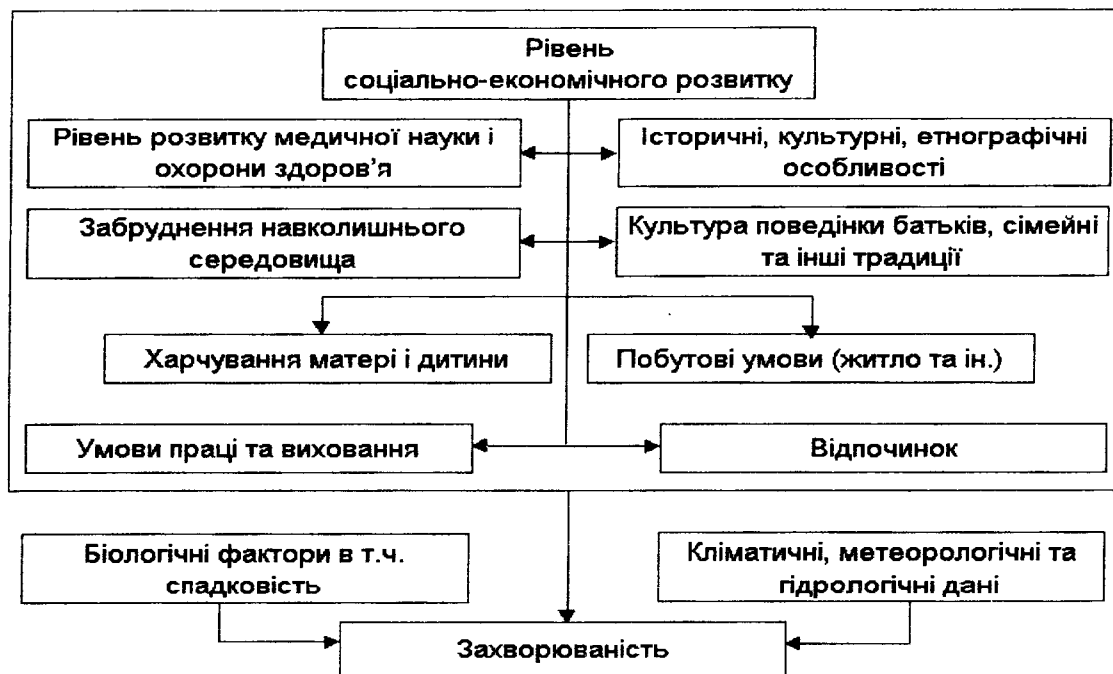 Рівень
соціально-економічного розвитку
Рівень розвитку медичної науки і
охорони здоров’я
Історичні, культурні, етнографічні
особливості
Забруднення навколишнього
середовища
Культура поведінки батьків, сімейні
та інші традиції
Харчування матері і дитини
Побутові умови (житло та ін.)
Умови праці та виховання
Відпочинок
Біологічні фактори в т.ч.
спадковість
Кліматичні, метеорологічні та
гідрологічні дані
Захворюваність